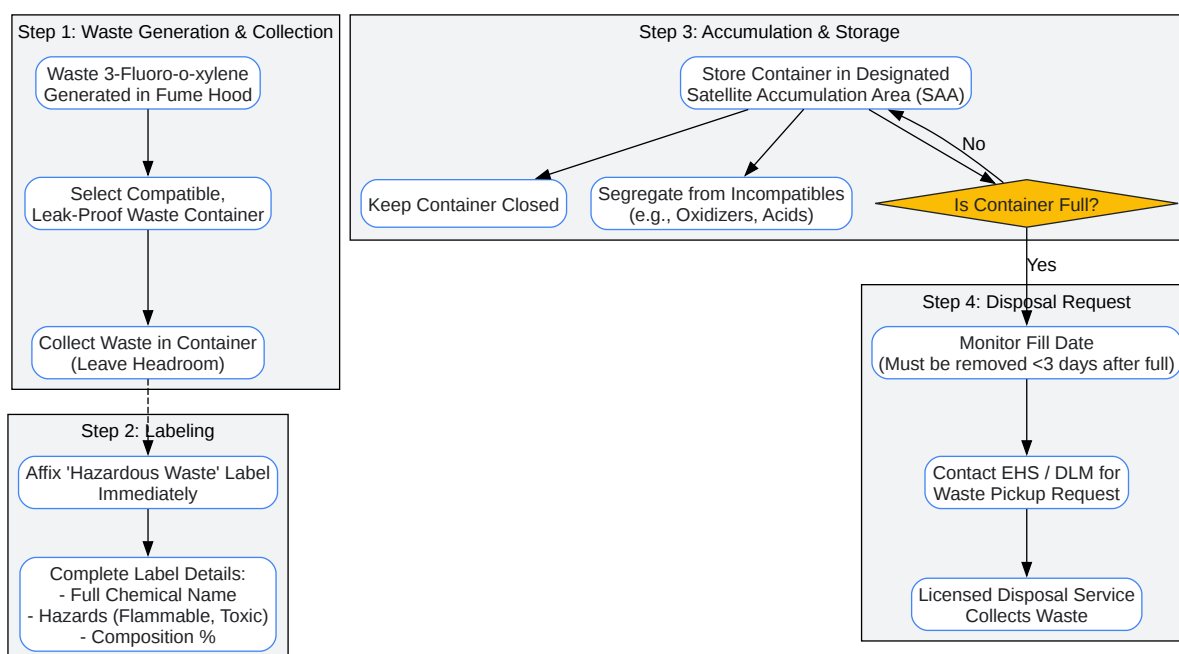 Step 1: Waste Generation & Collection
Waste 3-Fluoro-o-xylene
Generated in Fume Hood
Select Compatible,
Leak-Proof Waste Container
Collect Waste in Container
(Leave Headroom)
Step 2: Labeling
Affix 'Hazardous Waste' Label
Immediately
Complete Label Details:
- Full Chemical Name
- Hazards (Flammable, Toxic)
- Composition %
Step 3: Accumulation & Storage
Store Container in Designated
Satellite Accumulation Area (SAA)
Keep Container Closed
Segregate from Incompatibles
(e.g., Oxidizers, Acids)
No
Is Container Full?
Yes
Step 4: Disposal Request
Monitor Fill Date
(Must be removed <3 days after full)
Contact EHS / DLM for
Waste Pickup Request
Licensed Disposal Service
Collects Waste